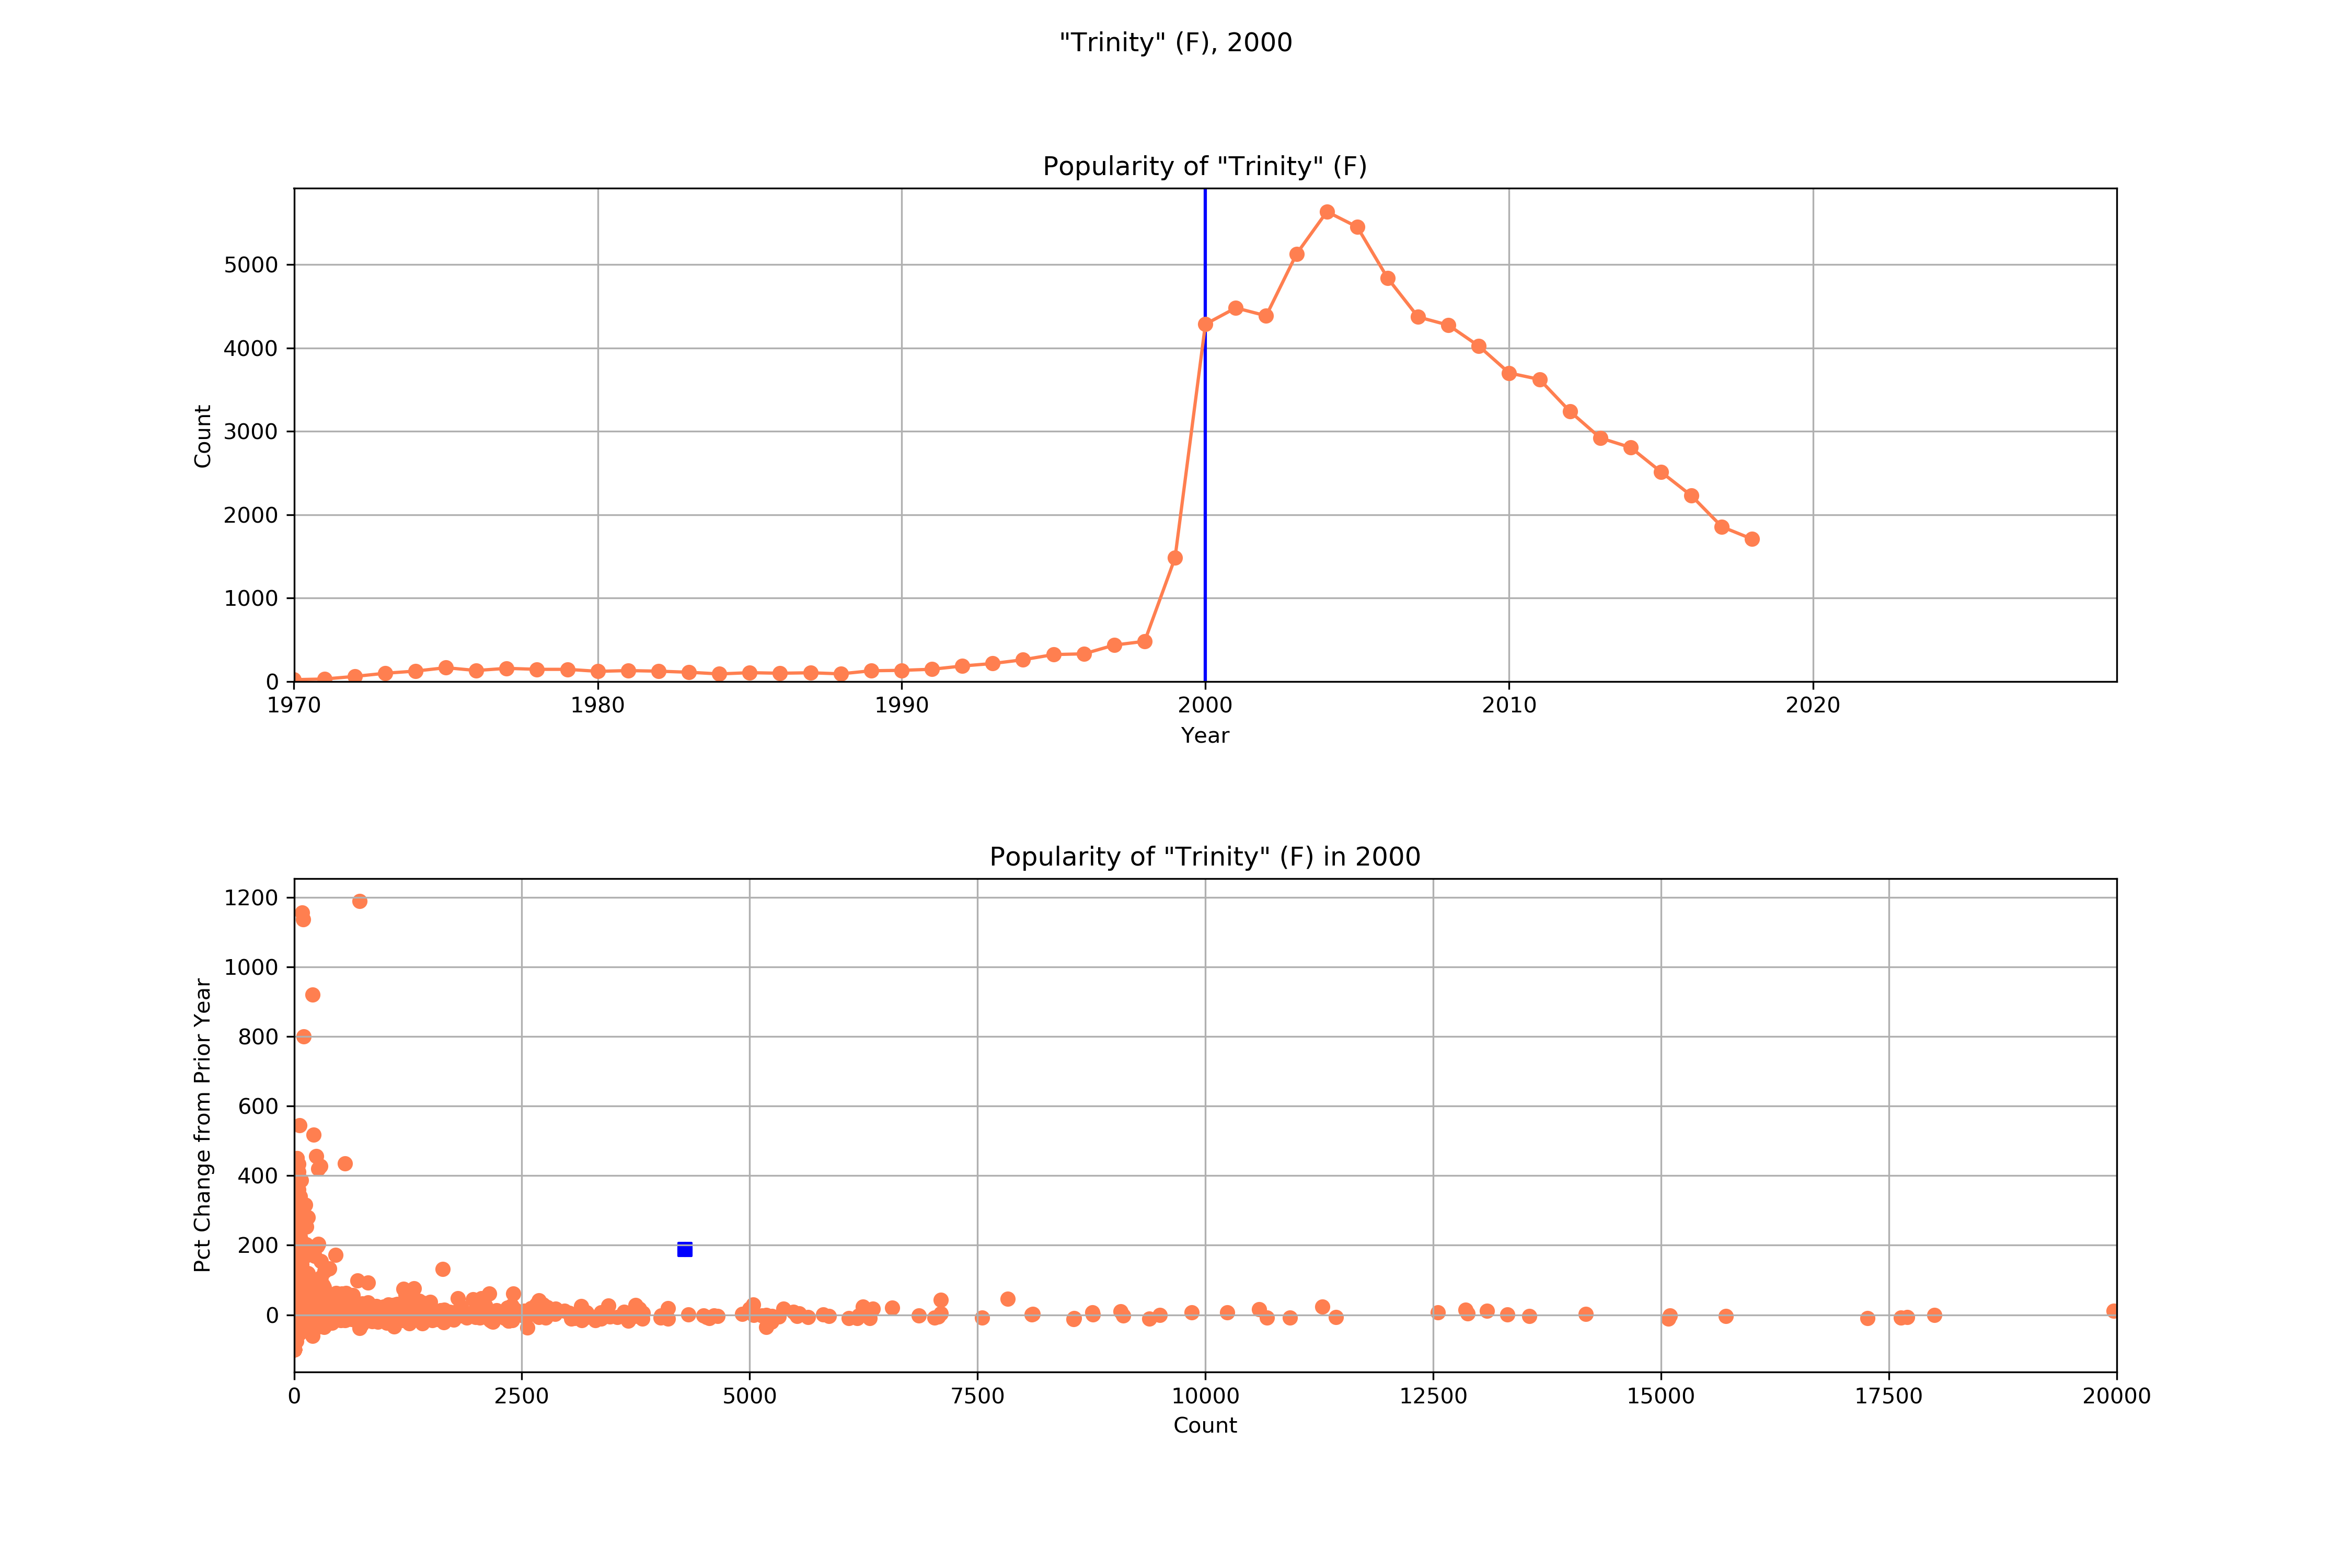 "Trinity" (F), 2000
Popularity of "Trinity" (F)
Count
5000
4000
3000
2000
1000
0
1970 1980 1990 2000 2010 2020
Year
Popularity of "Trinity" (F) in 2000
Pct Change from Prior Year
1200
1000
800
600
400
200
0
0 2500 5000 7500 10000 12500 15000 17500 20000
Count